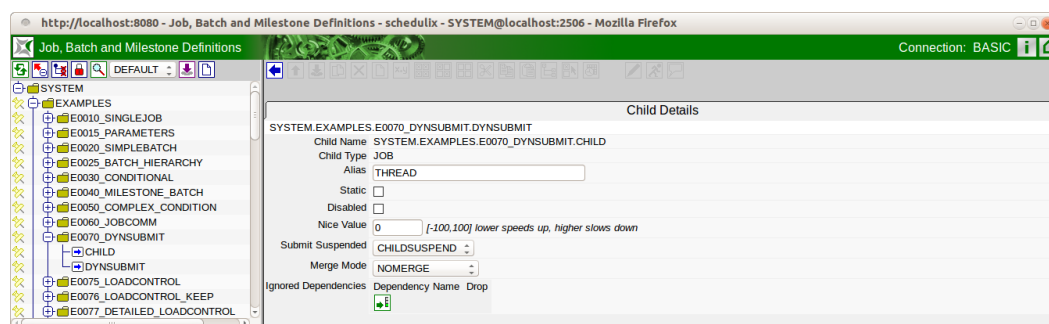 http://localhost:8080 - Job, Batch and Milestone Definitions - schedulix - SYSTEM@localhost:2506 - Mozilla Firefox
Job, Batch and Milestone Definitions
Connection: BASIC
DEFAULT
SYSTEM
EXAMPLES
E0010_SINGLEJOB
E0015_PARAMETERS
E0020_SIMPLEBATCH
E0025_BATCH_HIERARCHY
E0030_CONDITIONAL
E0040_MILESTONE_BATCH
E0050_COMPLEX_CONDITION
E0060_JOBCOMM
E0070_DYNSUBMIT
CHILD
DYNSUBMIT
E0075_LOADCONTROL
E0076_LOADCONTROL_KEEP
E0077_DETAILED_LOADCONTROL
Child Details
SYSTEM.EXAMPLES.E0070_DYNSUBMIT.DYNSUBMIT
Child Name SYSTEM.EXAMPLES.E0070_DYNSUBMIT.CHILD
Child Type JOB
Alias THREAD
Static
Disabled
Nice Value 0 [-100,100] lower speeds up, higher slows down
Submit Suspended CHILDSUSPEND
Merge Mode NOMERGE
Ignored Dependencies Dependency Name Drop